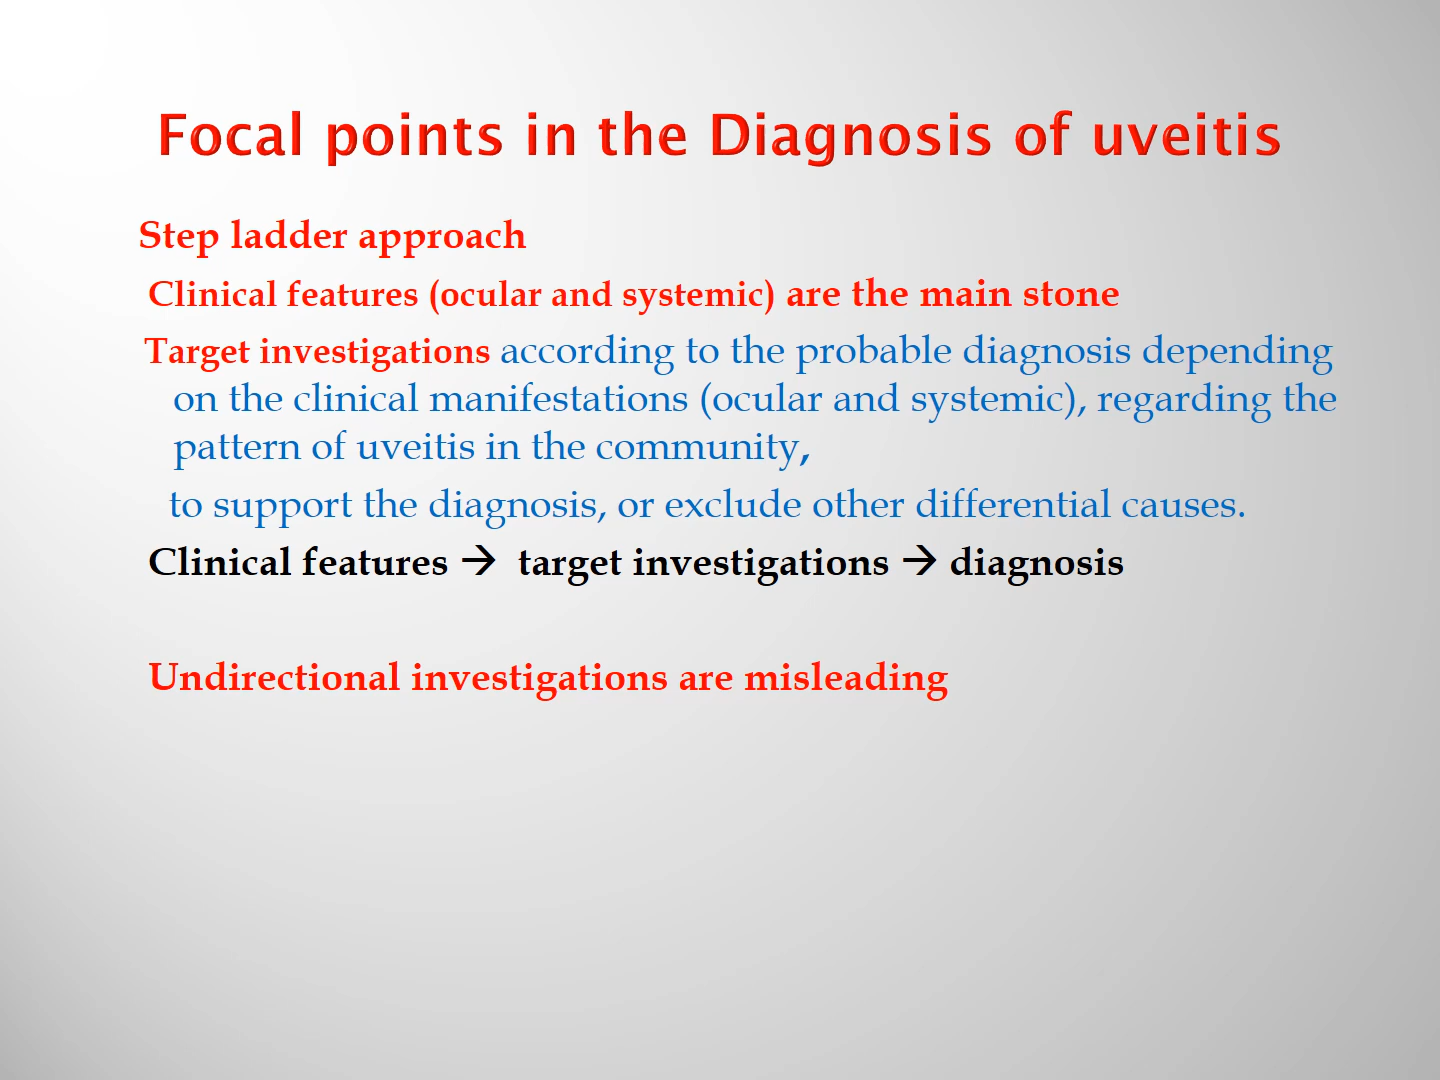 Focal points in the Diagnosis of uveitis
Step ladder approach
Clinical features (ocular and systemic) are the main stone
Target investigations according to the probable diagnosis depending
on the clinical manifestations (ocular and systemic), regarding the
pattern of uveitis in the community,
to support the diagnosis, or exclude other differential causes.
Clinical features → target investigations → diagnosis
Undirectional investigations are misleading